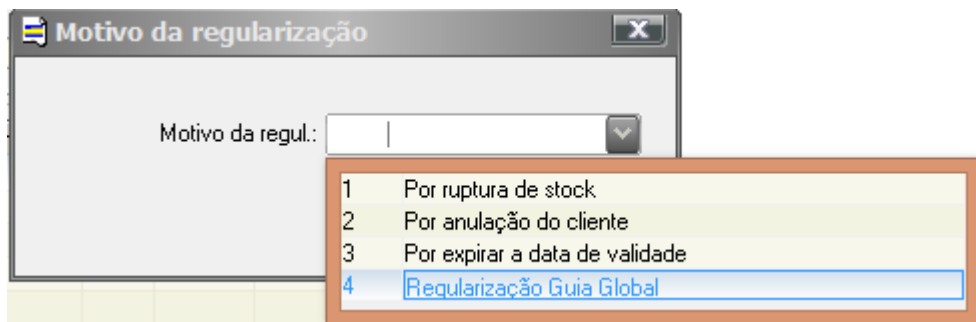 Motivo da regularização
Motivo da regul.:
1 Por ruptura de stock
2 Por anulação do cliente
3 Por expirar a data de validade
4 Regularização Guia Global